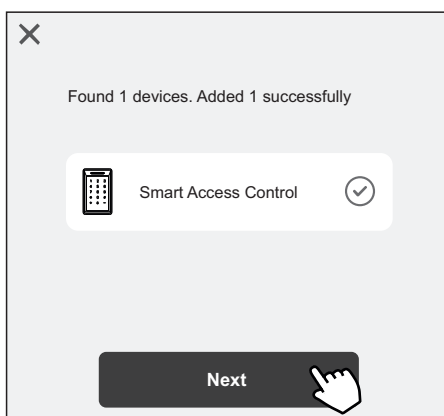 Found 1 devices. Added 1 successfully
Smart Access Control
Next